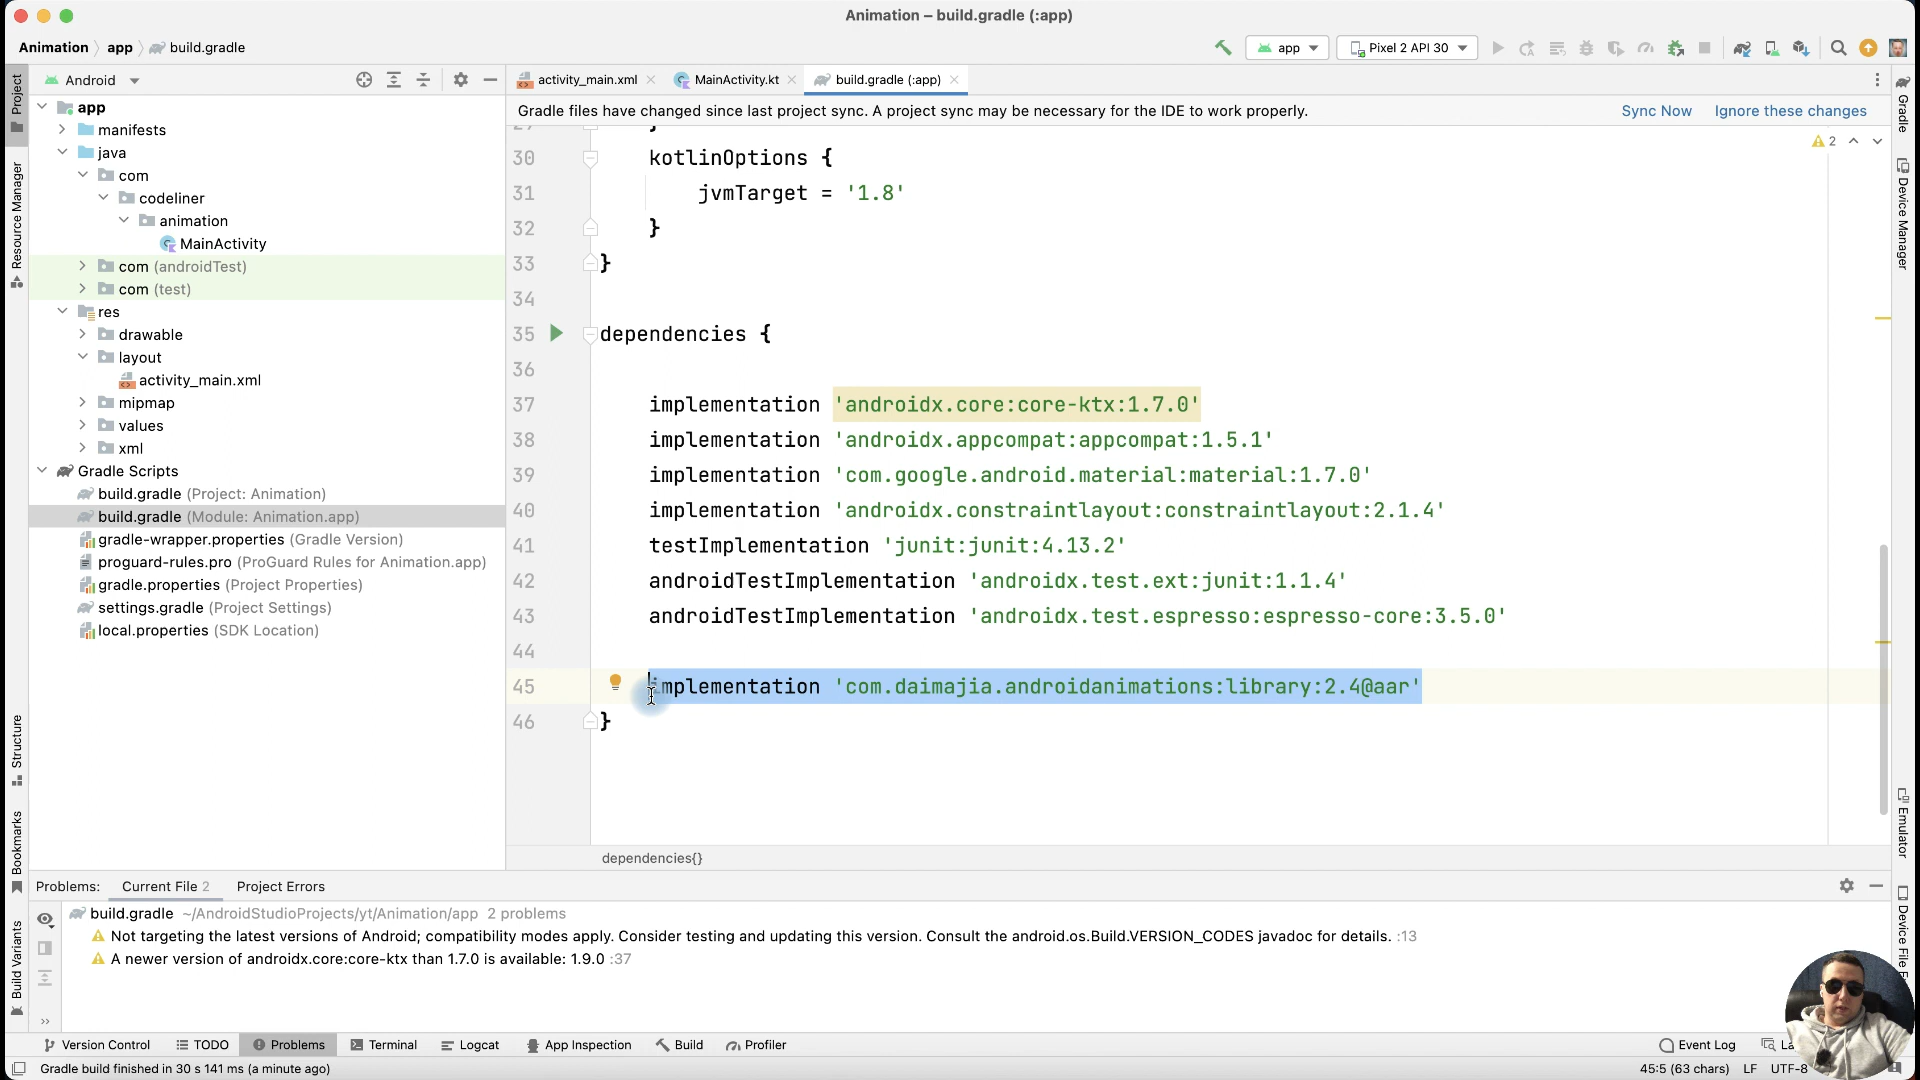 Animation – build.gradle (:app)
Animation app build.gradle
app Pixel 2 API 30
Android
activity_main.xml MainActivity.kt build.gradle (:app)
Gradle files have changed since last project sync. A project sync may be necessary for the IDE to work properly. Sync Now Ignore these changes
2
Project
Resource Manager
Structure
Bookmarks
Build Variants
app
manifests
java
com
codeliner
animation
MainActivity
com (androidTest)
com (test)
res
drawable
layout
activity_main.xml
mipmap
values
xml
Gradle Scripts
build.gradle (Project: Animation)
build.gradle (Module: Animation.app)
gradle-wrapper.properties (Gradle Version)
proguard-rules.pro (ProGuard Rules for Animation.app)
gradle.properties (Project Properties)
settings.gradle (Project Settings)
local.properties (SDK Location)
30 kotlinOptions {
31 jvmTarget = '1.8'
32 }
33 }
34
35 dependencies {
36
37 implementation 'androidx.core:core-ktx:1.7.0'
38 implementation 'androidx.appcompat:appcompat:1.5.1'
39 implementation 'com.google.android.material:material:1.7.0'
40 implementation 'androidx.constraintlayout:constraintlayout:2.1.4'
41 testImplementation 'junit:junit:4.13.2'
42 androidTestImplementation 'androidx.test.ext:junit:1.1.4'
43 androidTestImplementation 'androidx.test.espresso:espresso-core:3.5.0'
44
45 implementation 'com.daimajia.androidanimations:library:2.4@aar'
46 }
dependencies{}
Gradle
Device Manager
Emulator
Device File
Problems: Current File 2 Project Errors
build.gradle ~/AndroidStudioProjects/yt/Animation/app 2 problems
Not targeting the latest versions of Android; compatibility modes apply. Consider testing and updating this version. Consult the android.os.Build.VERSION_CODES javadoc for details. :13
A newer version of androidx.core:core-ktx than 1.7.0 is available: 1.9.0 :37
Version Control TODO Problems Terminal Logcat App Inspection Build Profiler Event Log
Gradle build finished in 30 s 141 ms (a minute ago) 45:5 (63 chars) LF UTF-8